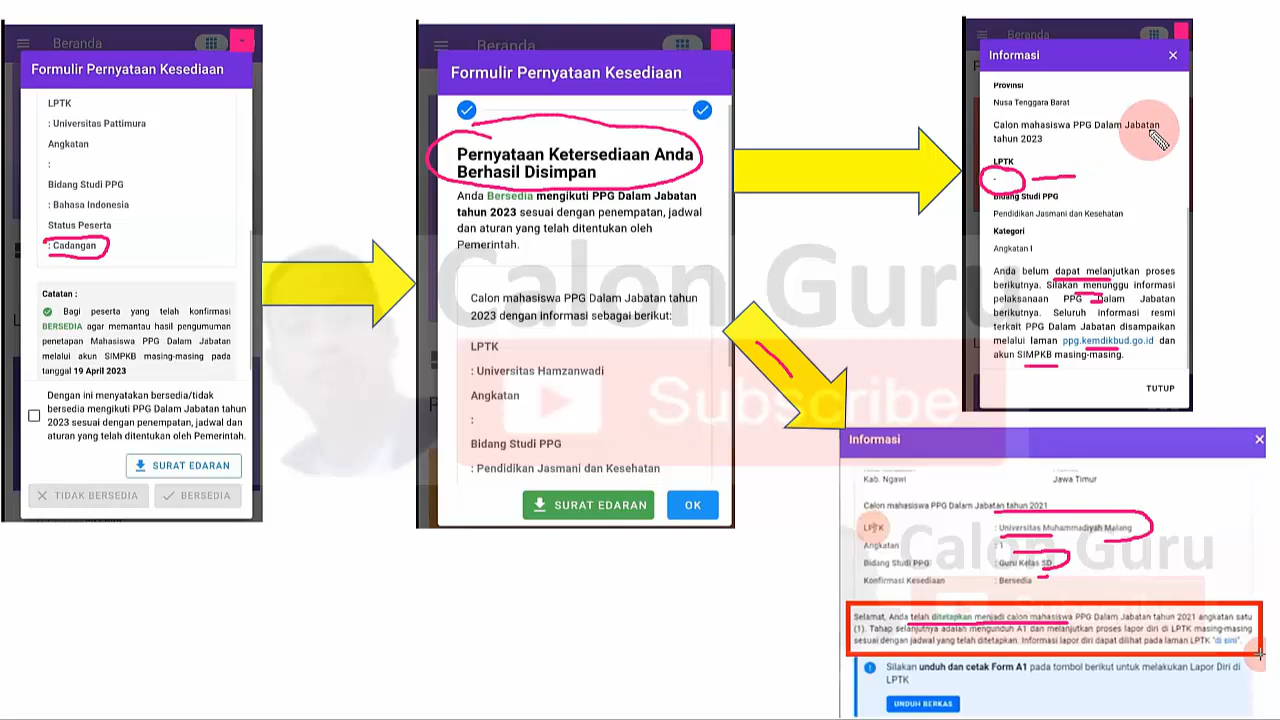 Beranda
Formulir Pernyataan Kesediaan
LPTK
: Universitas Pattimura
Angkatan
:
Bidang Studi PPG
: Bahasa Indonesia
Status Peserta
: Cadangan
Catatan :
Bagi peserta yang telah konfirmasi
BERSEDIA agar memantau hasil pengumuman
penetapan Mahasiswa PPG Dalam Jabatan
melalui akun SIMPKB masing-masing pada
tanggal 19 April 2023
Dengan ini menyatakan bersedia/tidak
bersedia mengikuti PPG Dalam Jabatan tahun
2023 sesuai dengan penempatan, jadwal dan
aturan yang telah ditentukan oleh Pemerintah.
SURAT EDARAN
TIDAK BERSEDIA
BERSEDIA
Beranda
Formulir Pernyataan Kesediaan
Pernyataan Ketersediaan Anda
Berhasil Disimpan
Anda Bersedia mengikuti PPG Dalam Jabatan
tahun 2023 sesuai dengan penempatan, jadwal
dan aturan yang telah ditentukan oleh
Pemerintah.
Calon mahasiswa PPG Dalam Jabatan tahun
2023 dengan informasi sebagai berikut:
LPTK
: Universitas Hamzanwadi
Angkatan
:
Bidang Studi PPG
: Pendidikan Jasmani dan Kesehatan
SURAT EDARAN
OK
Beranda
Informasi
Provinsi
Nusa Tenggara Barat
Calon mahasiswa PPG Dalam Jabatan
tahun 2023
LPTK
-
Bidang Studi PPG
Pendidikan Jasmani dan Kesehatan
Kategori
Angkatan I
Anda belum dapat melanjutkan proses
berikutnya. Silakan menunggu informasi
pelaksanaan PPG Dalam Jabatan
berikutnya. Seluruh informasi resmi
terkait PPG Dalam Jabatan disampaikan
melalui laman ppg.kemdikbud.go.id dan
akun SIMPKB masing-masing.
TUTUP
Calon Guru
Subscribe
Informasi
Kab. Ngawi
Jawa Timur
Calon mahasiswa PPG Dalam Jabatan tahun 2021
LPTK : Universitas Muhammadiyah Malang
Angkatan : 1
Bidang Studi PPG : Guru Kelas SD
Konfirmasi Kesediaan : Bersedia
Calon Guru
Selamat, Anda telah ditetapkan menjadi calon mahasiswa PPG Dalam Jabatan tahun 2021 angkatan satu
(1). Tahap selanjutnya adalah mengunduh A1 dan melanjutkan proses lapor diri di LPTK masing-masing
sesuai dengan jadwal yang telah ditetapkan. Informasi lapor diri dapat dilihat pada laman LPTK "di sini".
Silakan unduh dan cetak Form A1 pada tombol berikut untuk melakukan Lapor Diri di
LPTK
UNDUH BERKAS